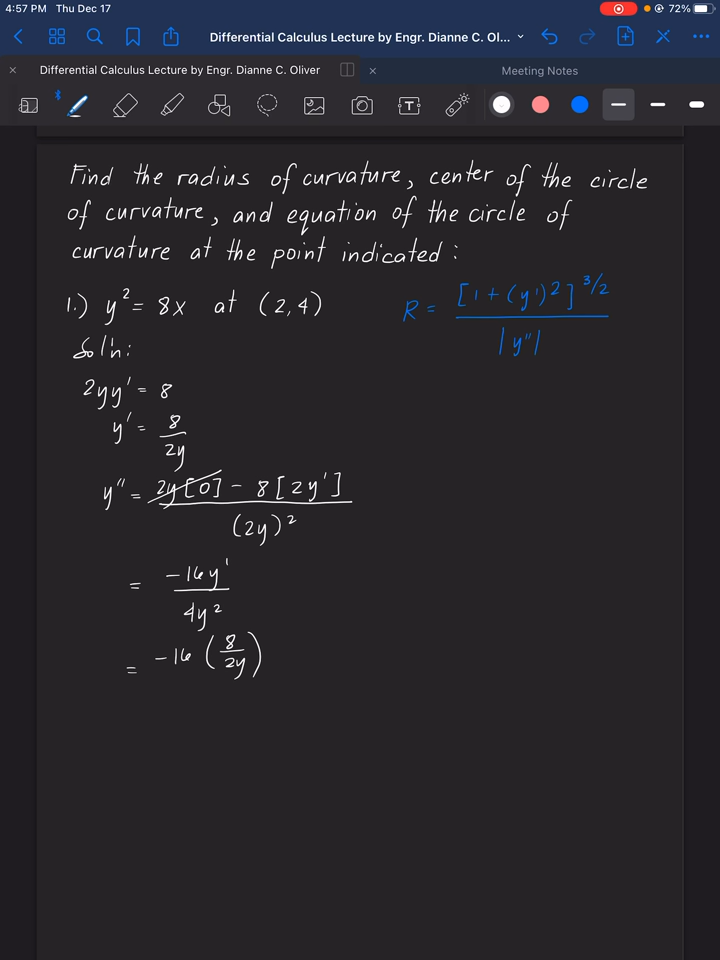 4:57 PM Thu Dec 17
72%
Differential Calculus Lecture by Engr. Dianne C. Ol...
Differential Calculus Lecture by Engr. Dianne C. Oliver
Meeting Notes
Find the radius of curvature, center of the circle
of curvature, and equation of the circle of
curvature at the point indicated :
1.) y² = 8x at (2,4)
R = [1 + (y')²]^3/2 / |y"|
Sol'n:
2yy' = 8
y' = 8 / 2y
y" = 2y[0] - 8[2y'] / (2y)²
= -16y' / 4y²
= -16 (8/2y)